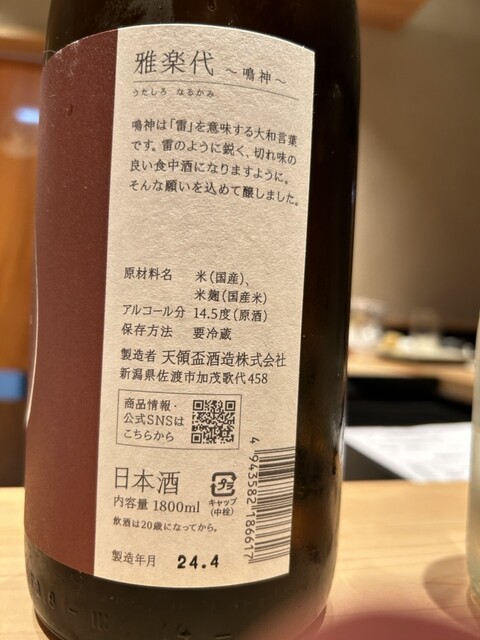 雅楽代 ～鳴神～
うたしろ なるかみ
鳴神は「雷」を意味する大和言葉
です。雷のように鋭く、切れ味の
良い食中酒になりますように。
そんな願いを込めて醸しました。
原材料名 米(国産)、
米麹(国産米)
アルコール分 14.5度(原酒)
保存方法 要冷蔵
製造者 天領盃酒造株式会社
新潟県佐渡市加茂歌代458
商品情報・
公式SNSは
こちらから
日本酒
プラ
キャップ
(中栓)
内容量 1800ml
飲酒は20歳になってから。
製造年月 24.4
4943582186617